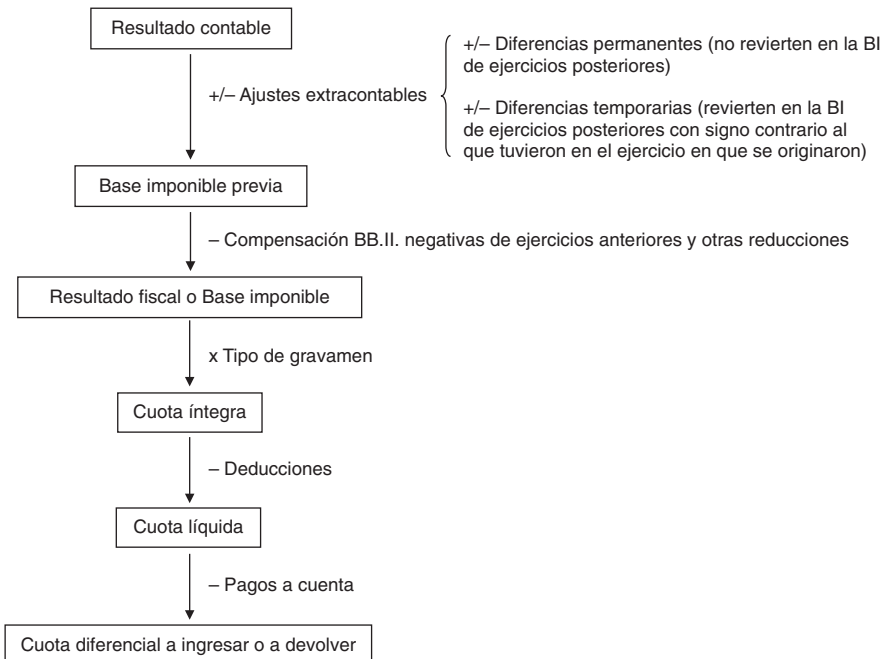 Resultado contable
+/– Ajustes extracontables
+/– Diferencias permanentes (no revierten en la BI
de ejercicios posteriores)
+/– Diferencias temporarias (revierten en la BI
de ejercicios posteriores con signo contrario al
que tuvieron en el ejercicio en que se originaron)
Base imponible previa
– Compensación BB.II. negativas de ejercicios anteriores y otras reducciones
Resultado fiscal o Base imponible
x Tipo de gravamen
Cuota íntegra
– Deducciones
Cuota líquida
– Pagos a cuenta
Cuota diferencial a ingresar o a devolver